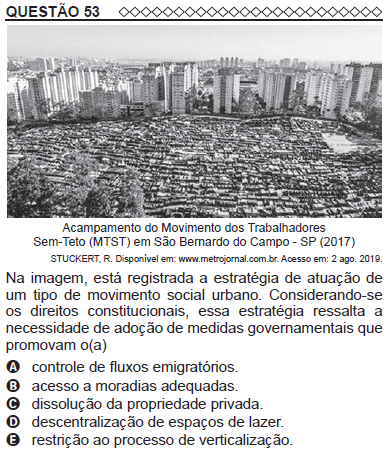 QUESTÃO 53
Acampamento do Movimento dos Trabalhadores
Sem-Teto (MTST) em São Bernardo do Campo - SP (2017)
STUCKERT, R. Disponível em: www.metrojornal.com.br. Acesso em: 2 ago. 2019.
Na imagem, está registrada a estratégia de atuação de
um tipo de movimento social urbano. Considerando-se
os direitos constitucionais, essa estratégia ressalta a
necessidade de adoção de medidas governamentais que
promovam o(a)
A controle de fluxos emigratórios.
B acesso a moradias adequadas.
C dissolução da propriedade privada.
D descentralização de espaços de lazer.
E restrição ao processo de verticalização.